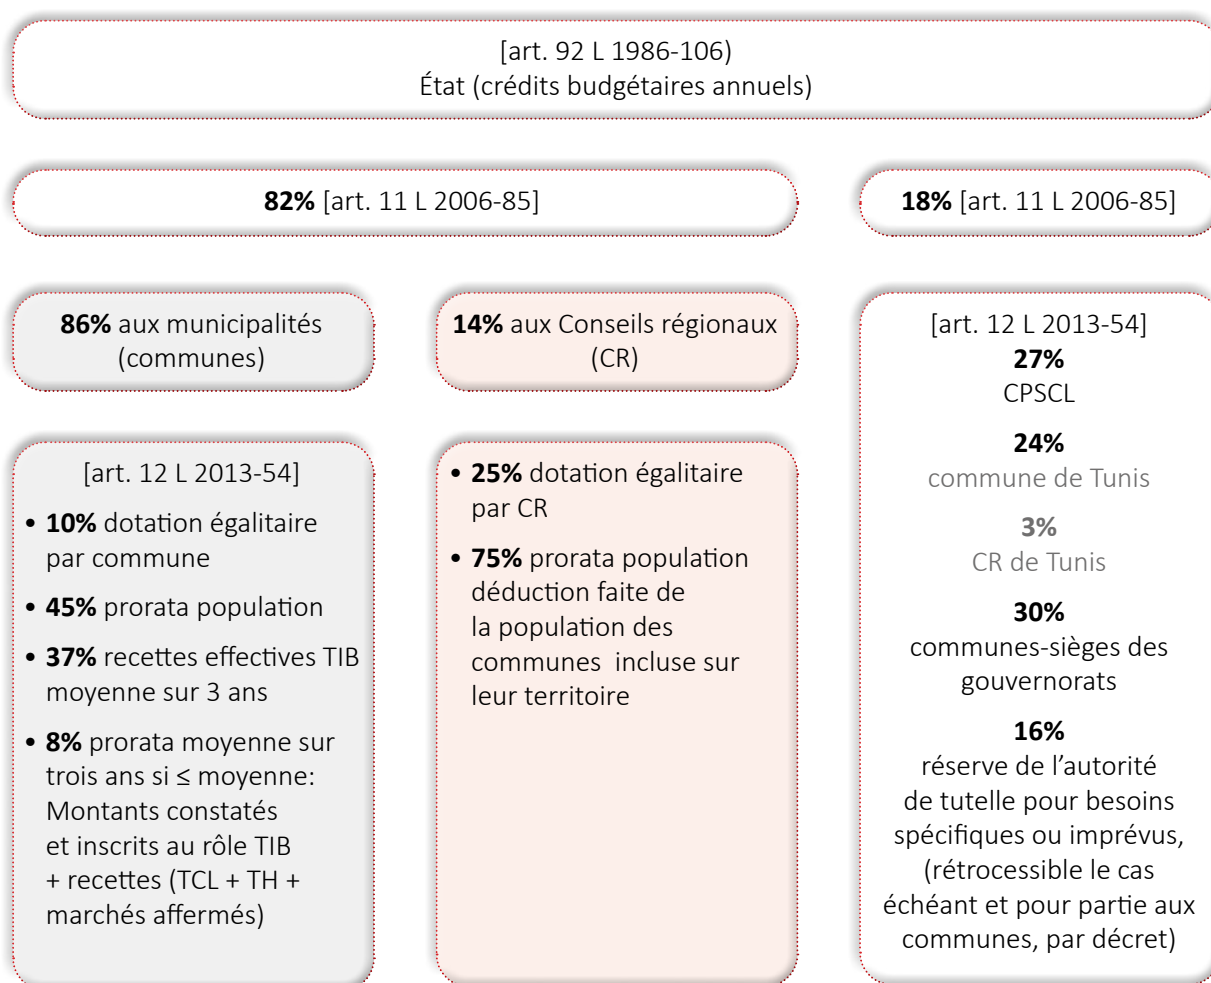 [art. 92 L 1986-106)
État (crédits budgétaires annuels)
82% [art. 11 L 2006-85]
18% [art. 11 L 2006-85]
86% aux municipalités
(communes)
14% aux Conseils régionaux
(CR)
[art. 12 L 2013-54]
• 10% dotation égalitaire
par commune
• 45% prorata population
• 37% recettes effectives TIB
moyenne sur 3 ans
• 8% prorata moyenne sur
trois ans si ≤ moyenne:
Montants constatés
et inscrits au rôle TIB
+ recettes (TCL + TH +
marchés affermés)
• 25% dotation égalitaire
par CR
• 75% prorata population
déduction faite de
la population des
communes incluse sur
leur territoire
[art. 12 L 2013-54]
27%
CPSCL
24%
commune de Tunis
3%
CR de Tunis
30%
communes-sièges des
gouvernorats
16%
réserve de l'autorité
de tutelle pour besoins
spécifiques ou imprévus,
(rétrocessible le cas
échéant et pour partie aux
communes, par décret)